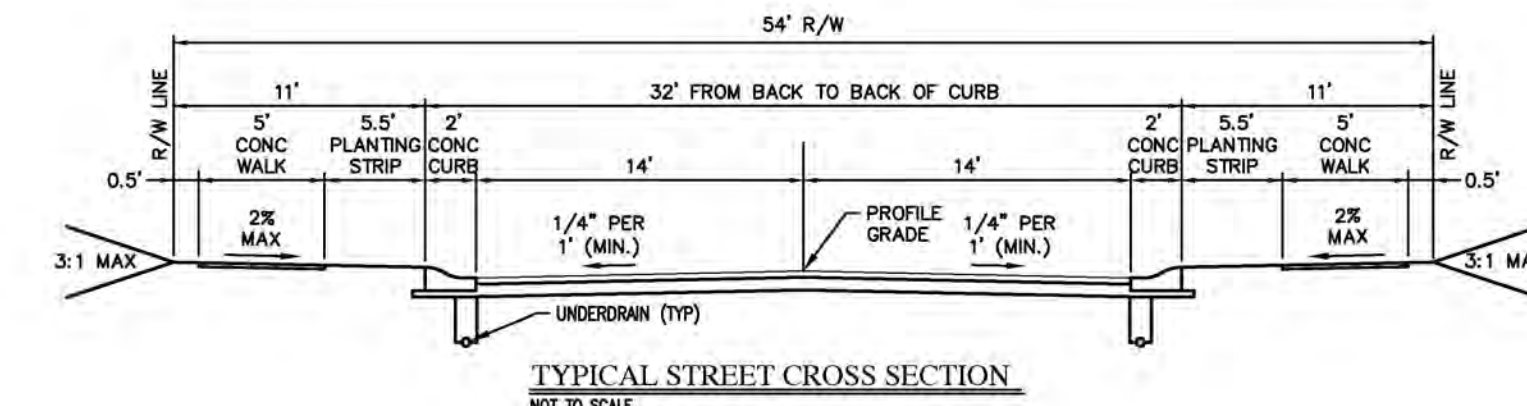 54' R/W
R/W LINE
11'
32' FROM BACK TO BACK OF CURB
11'
R/W LINE
5'
CONC
WALK
5.5'
PLANTING
STRIP
2'
CONC
CURB
14'
14'
2'
CONC
CURB
5.5'
PLANTING
STRIP
5'
CONC
WALK
0.5'
0.5'
2%
MAX
1/4" PER
1' (MIN.)
PROFILE
GRADE
1/4" PER
1' (MIN.)
2%
MAX
3:1 MAX
3:1 MA
UNDERDRAIN (TYP)
TYPICAL STREET CROSS SECTION
NOT TO SCALE